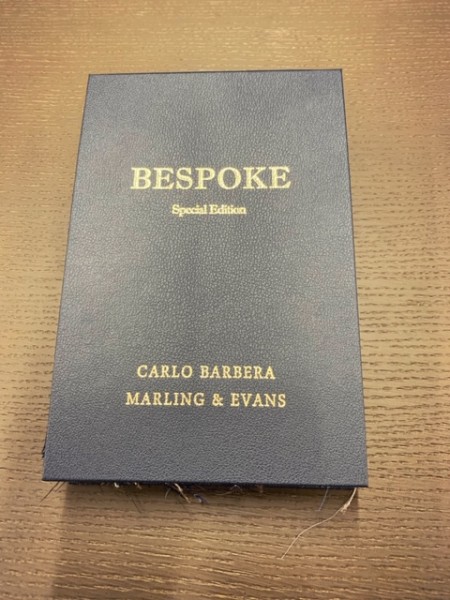 BESPOKE
Special Edition
CARLO BARBERA
MARLING & EVANS